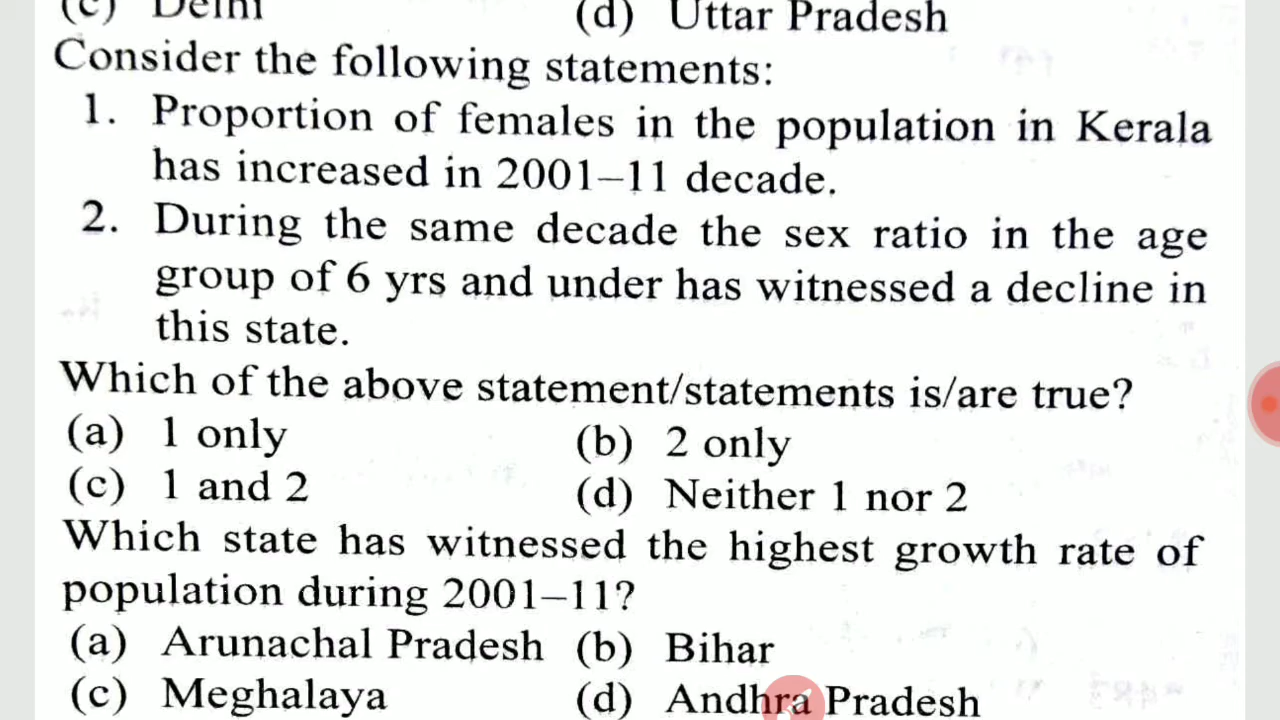 (c) Delhi (d) Uttar Pradesh
Consider the following statements:
1. Proportion of females in the population in Kerala
has increased in 2001–11 decade.
2. During the same decade the sex ratio in the age
group of 6 yrs and under has witnessed a decline in
this state.
Which of the above statement/statements is/are true?
(a) 1 only (b) 2 only
(c) 1 and 2 (d) Neither 1 nor 2
Which state has witnessed the highest growth rate of
population during 2001–11?
(a) Arunachal Pradesh (b) Bihar
(c) Meghalaya (d) Andhra Pradesh